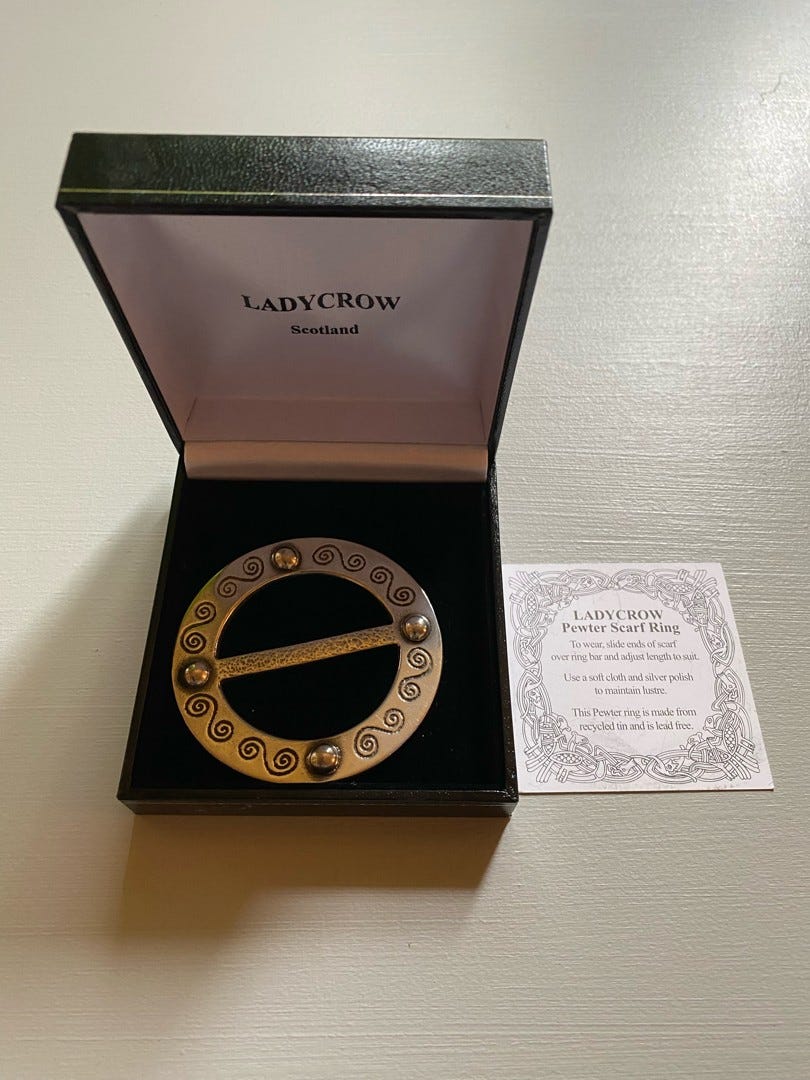 LADYCROW
Scotland
LADYCROW
Pewter Scarf Ring
To wear, slide ends of scarf
over ring bar and adjust length to suit.
Use a soft cloth and silver polish
to maintain lustre.
This Pewter ring is made from
recycled tin and is lead free.